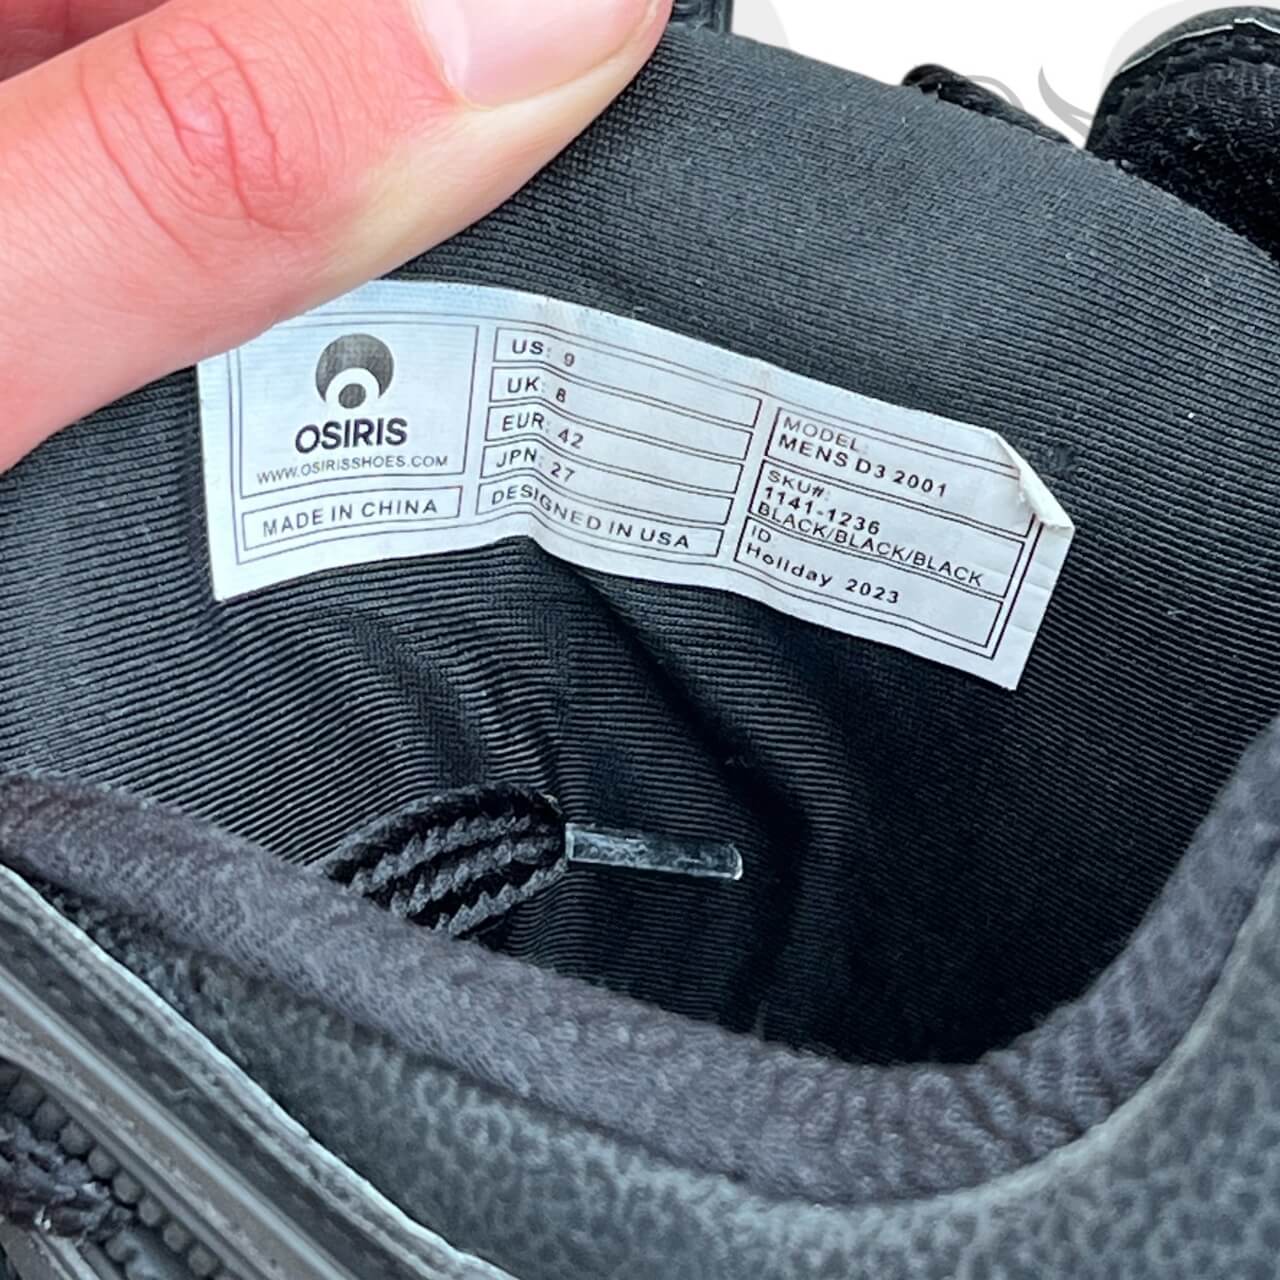 OSIRIS
WWW.OSIRISSHOES.COM
MADE IN CHINA
US: 9
UK: 8
EUR: 42
JPN: 27
DESIGNED IN USA
MODEL:
MENS D3 2001
SKU#:
1141-1236
BLACK/BLACK/BLACK
ID
Holiday 2023